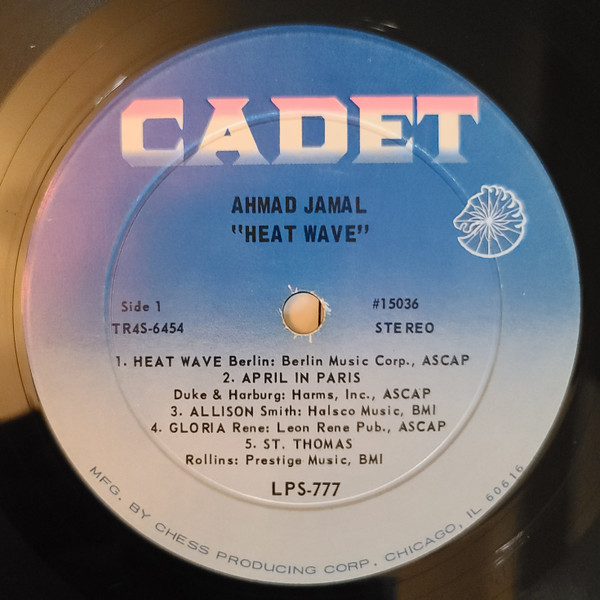 CADET
AHMAD JAMAL
"HEAT WAVE"
Side 1
#15036
TR4S-6454
STEREO
1. HEAT WAVE Berlin: Berlin Music Corp., ASCAP
2. APRIL IN PARIS
Duke & Harburg: Harms, Inc., ASCAP
3. ALLISON Smith: Halsco Music, BMI
4. GLORIA Rene: Leon Rene Pub., ASCAP
5. ST. THOMAS
Rollins: Prestige Music, BMI
LPS-777
MFG. BY CHESS PRODUCING CORP. CHICAGO, IL 60616